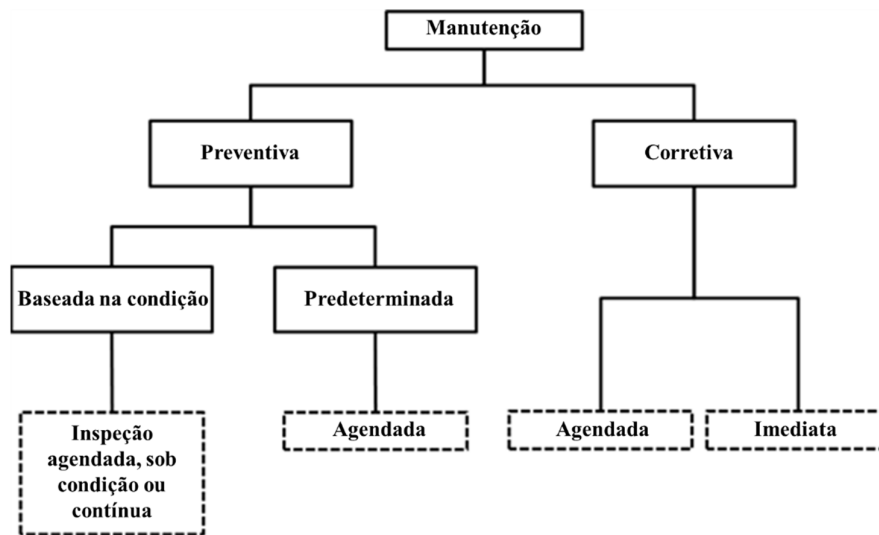 Manutenção
Preventiva
Corretiva
Baseada na condição
Predeterminada
Inspeção
agendada, sob
condição ou
contínua
Agendada
Agendada
Imediata